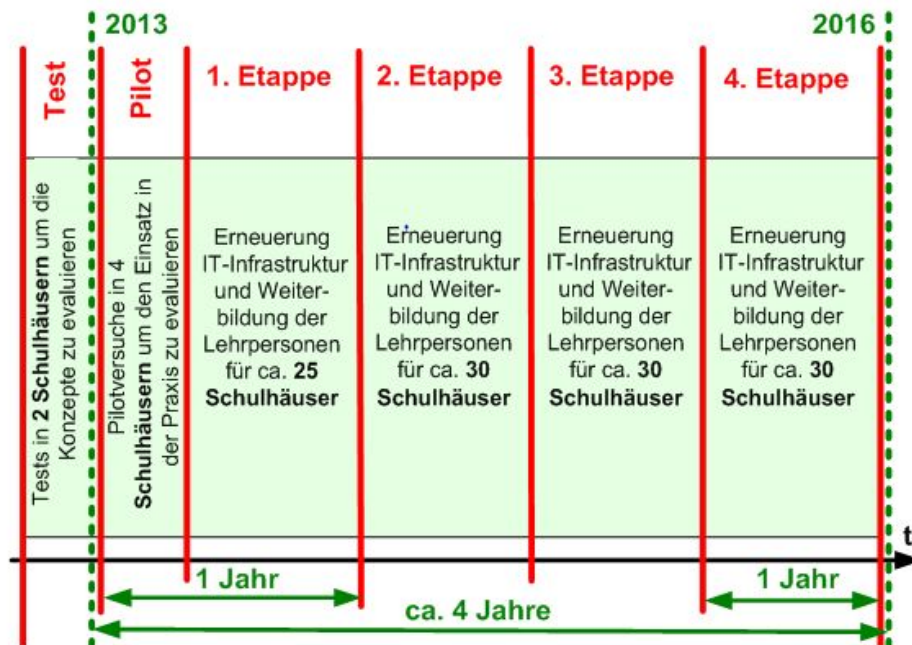 2013
2016
Test
Pilot
1. Etappe
2. Etappe
3. Etappe
4. Etappe
Tests in 2 Schulhäusern um die
Konzepte zu evaluieren
Pilotversuche in 4
Schulhäusern um den Einsatz in
der Praxis zu evaluieren
Erneuerung
IT-Infrastruktur
und Weiter-
bildung der
Lehrpersonen
für ca. 25
Schulhäuser
Erneuerung
IT-Infrastruktur
und Weiter-
bildung der
Lehrpersonen
für ca. 30
Schulhäuser
Erneuerung
IT-Infrastruktur
und Weiter-
bildung der
Lehrpersonen
für ca. 30
Schulhäuser
Erneuerung
IT-Infrastruktur
und Weiter-
bildung der
Lehrpersonen
für ca. 30
Schulhäuser
t
1 Jahr
1 Jahr
ca. 4 Jahre